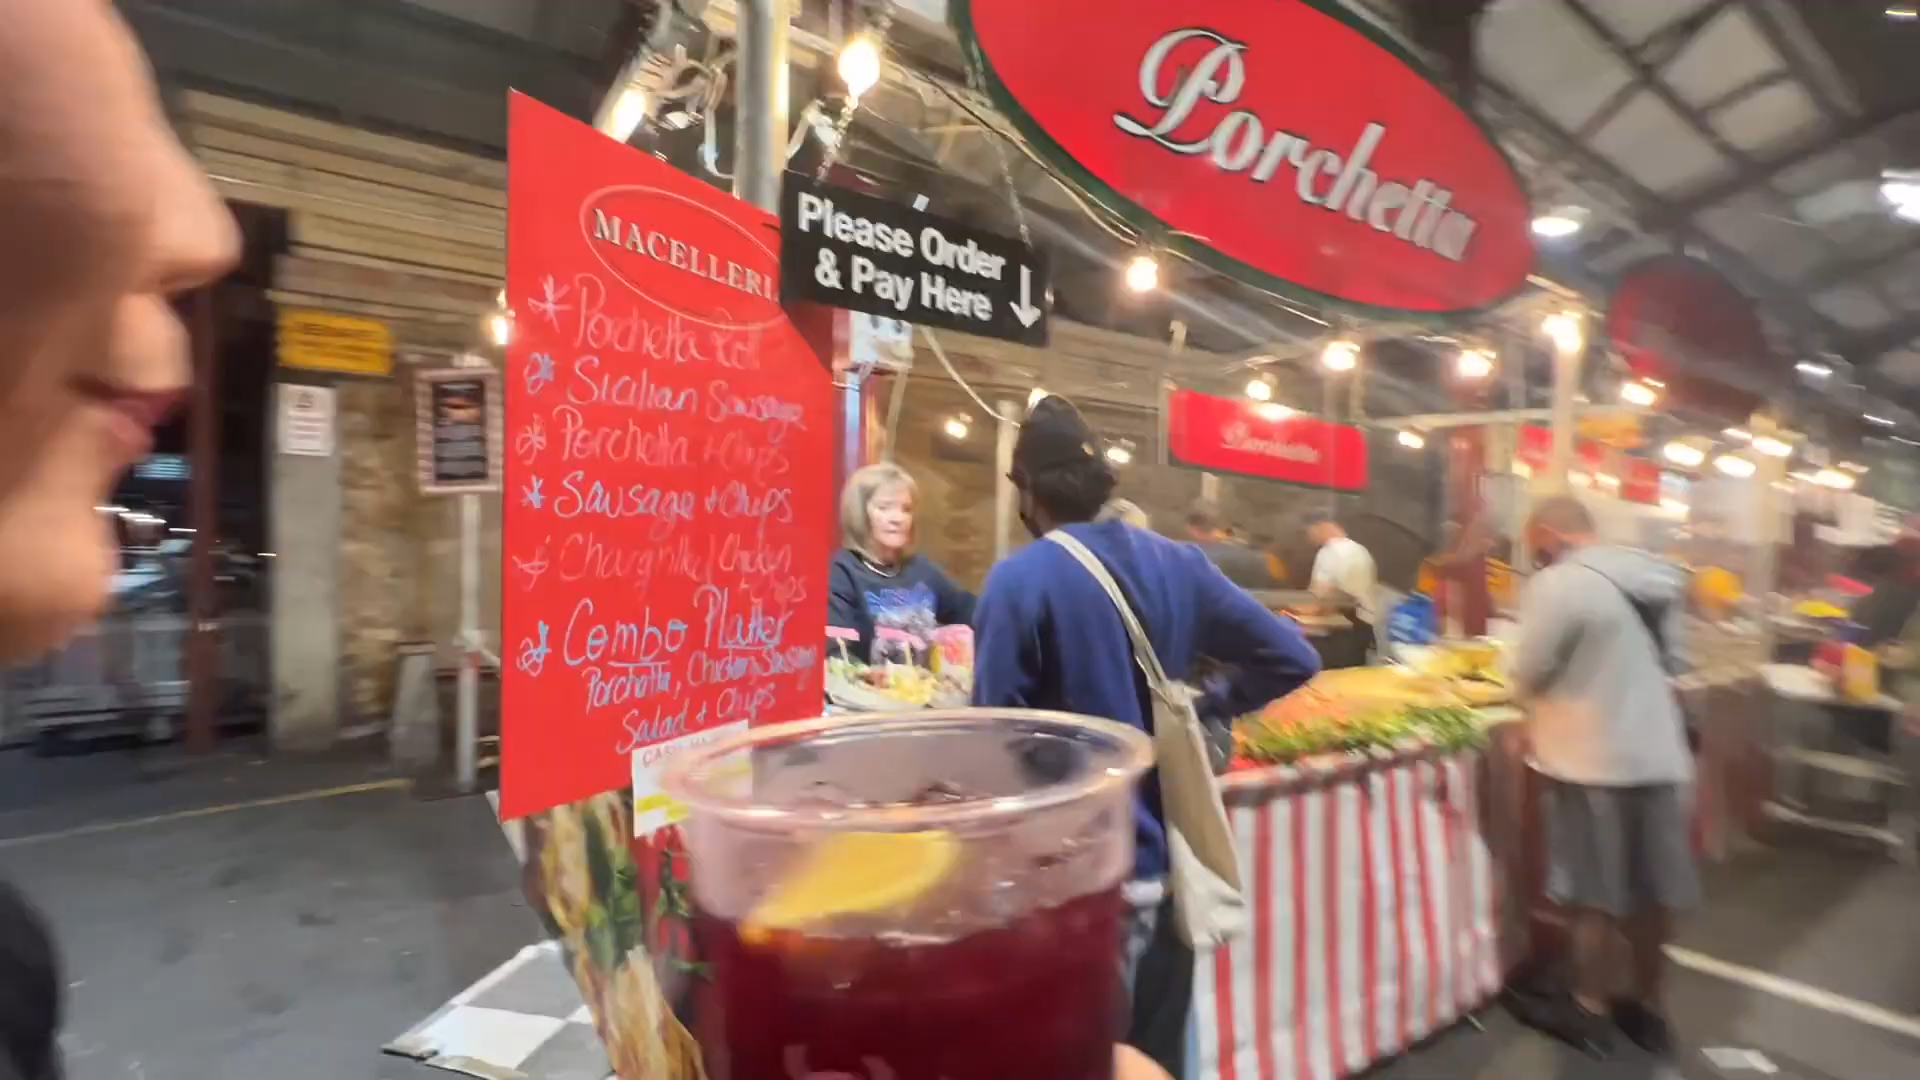 Porchetta
MACELLERI
Please Order
& Pay Here ↓
Porchetta Roll
Sicilian Sausage
Porchetta + Chips
Sausage + Chips
Chargrilled Chicken
+ Chips
Combo Platter
Porchetta, Chicken, Sausage
Salad + Chips